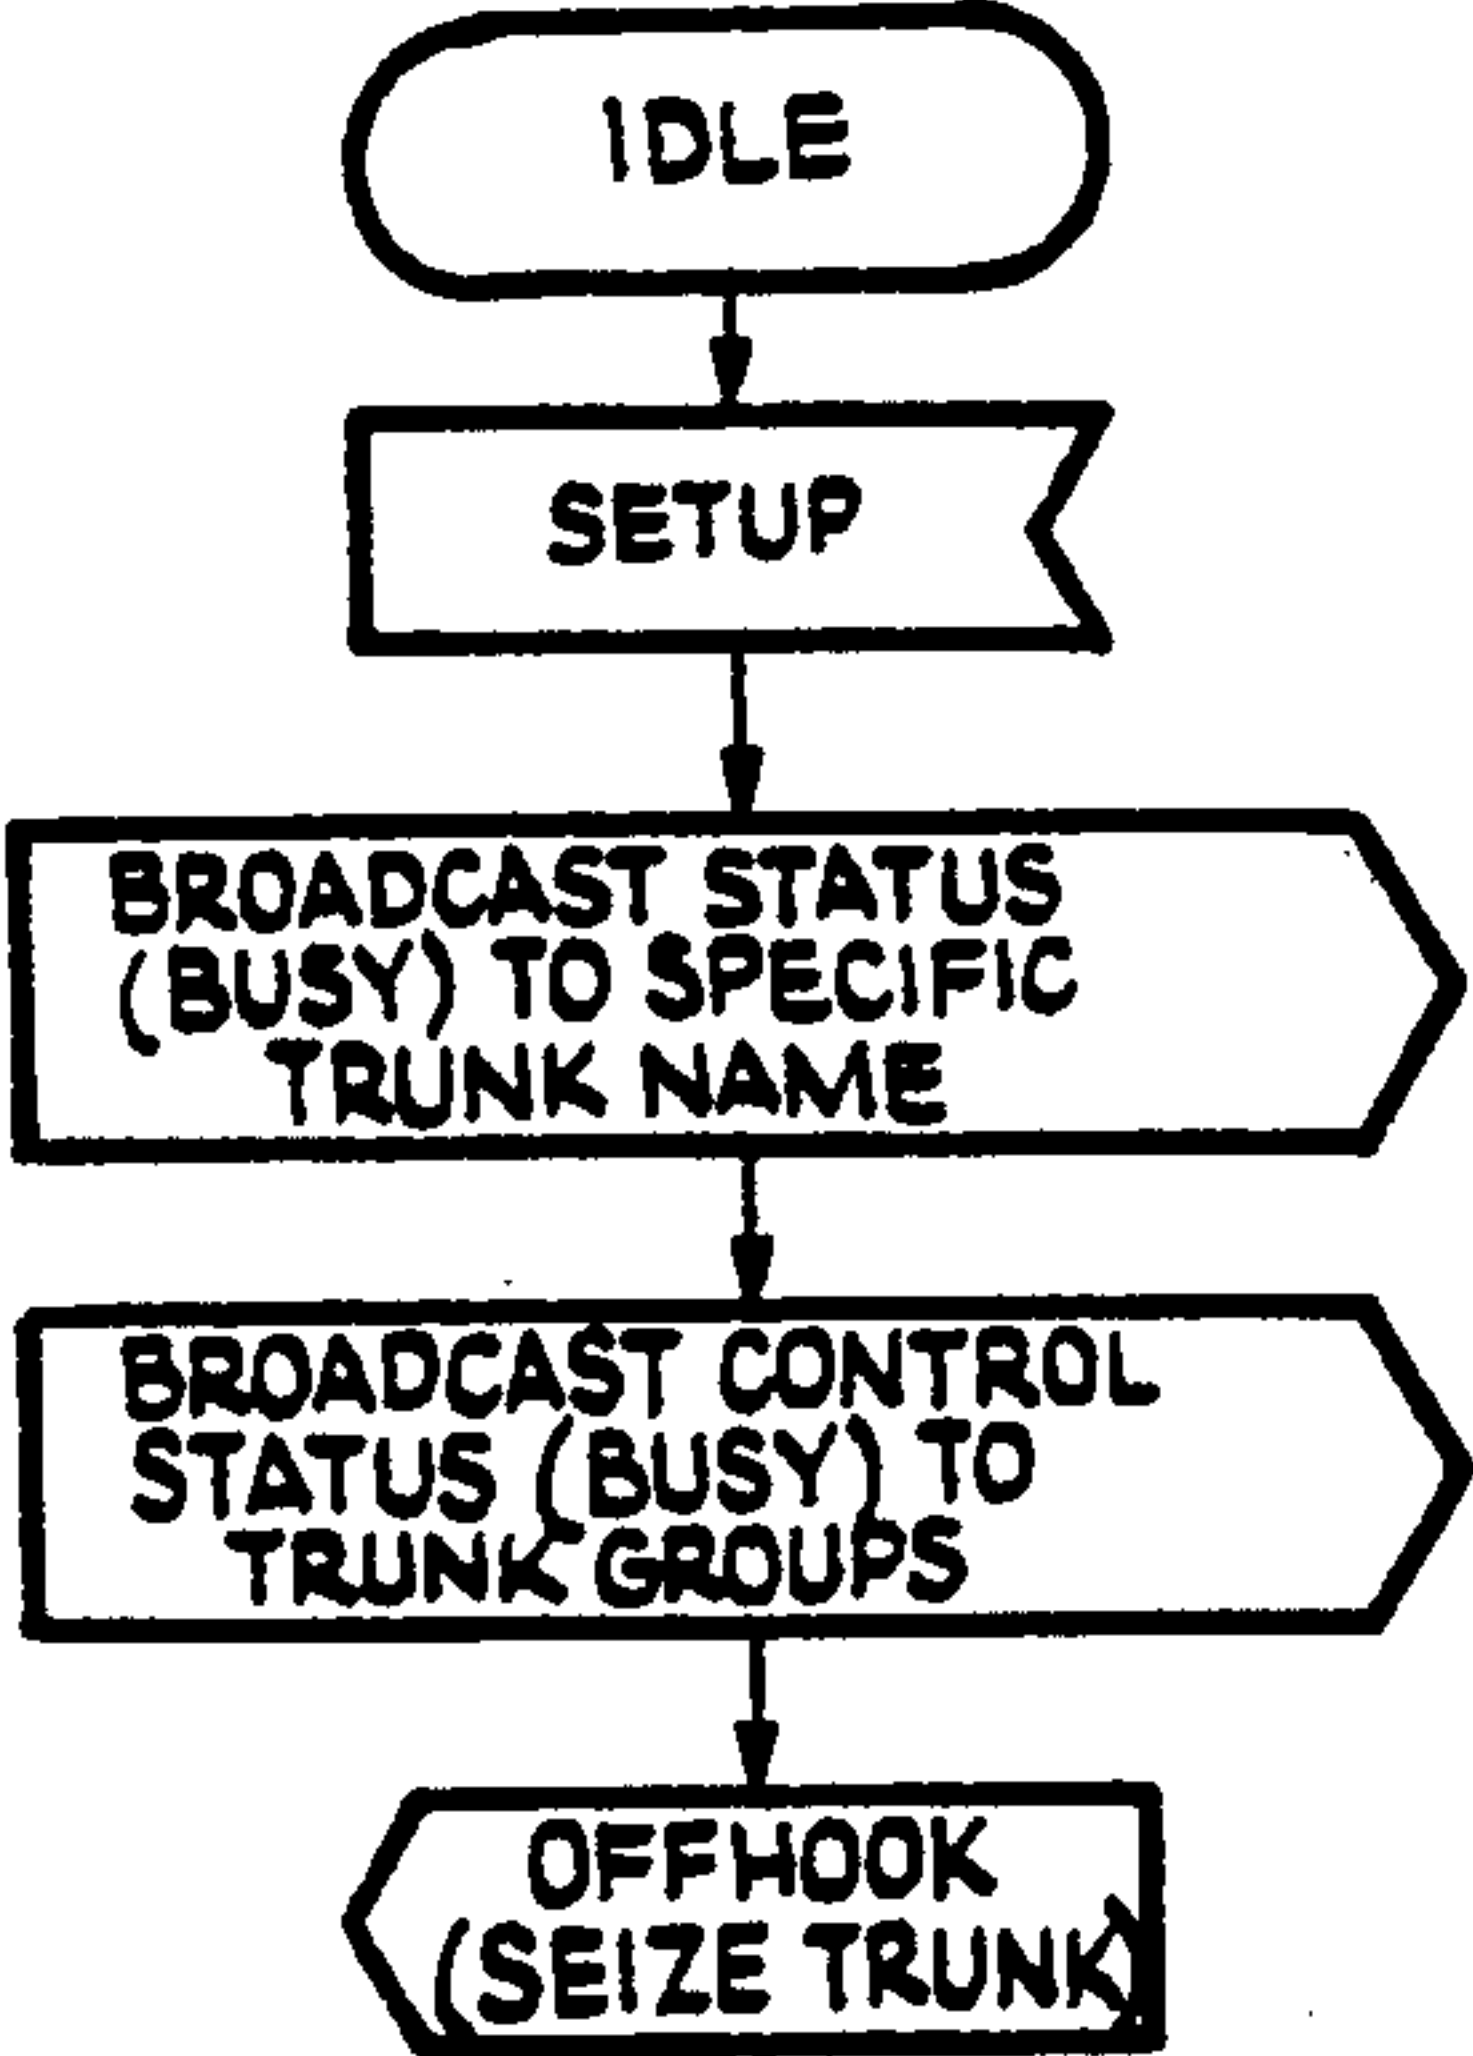 IDLE
SETUP
BROADCAST STATUS
(BUSY) TO SPECIFIC
TRUNK NAME
BROADCAST CONTROL
STATUS (BUSY) TO
TRUNK GROUPS
OFFHOOK
(SEIZE TRUNK)